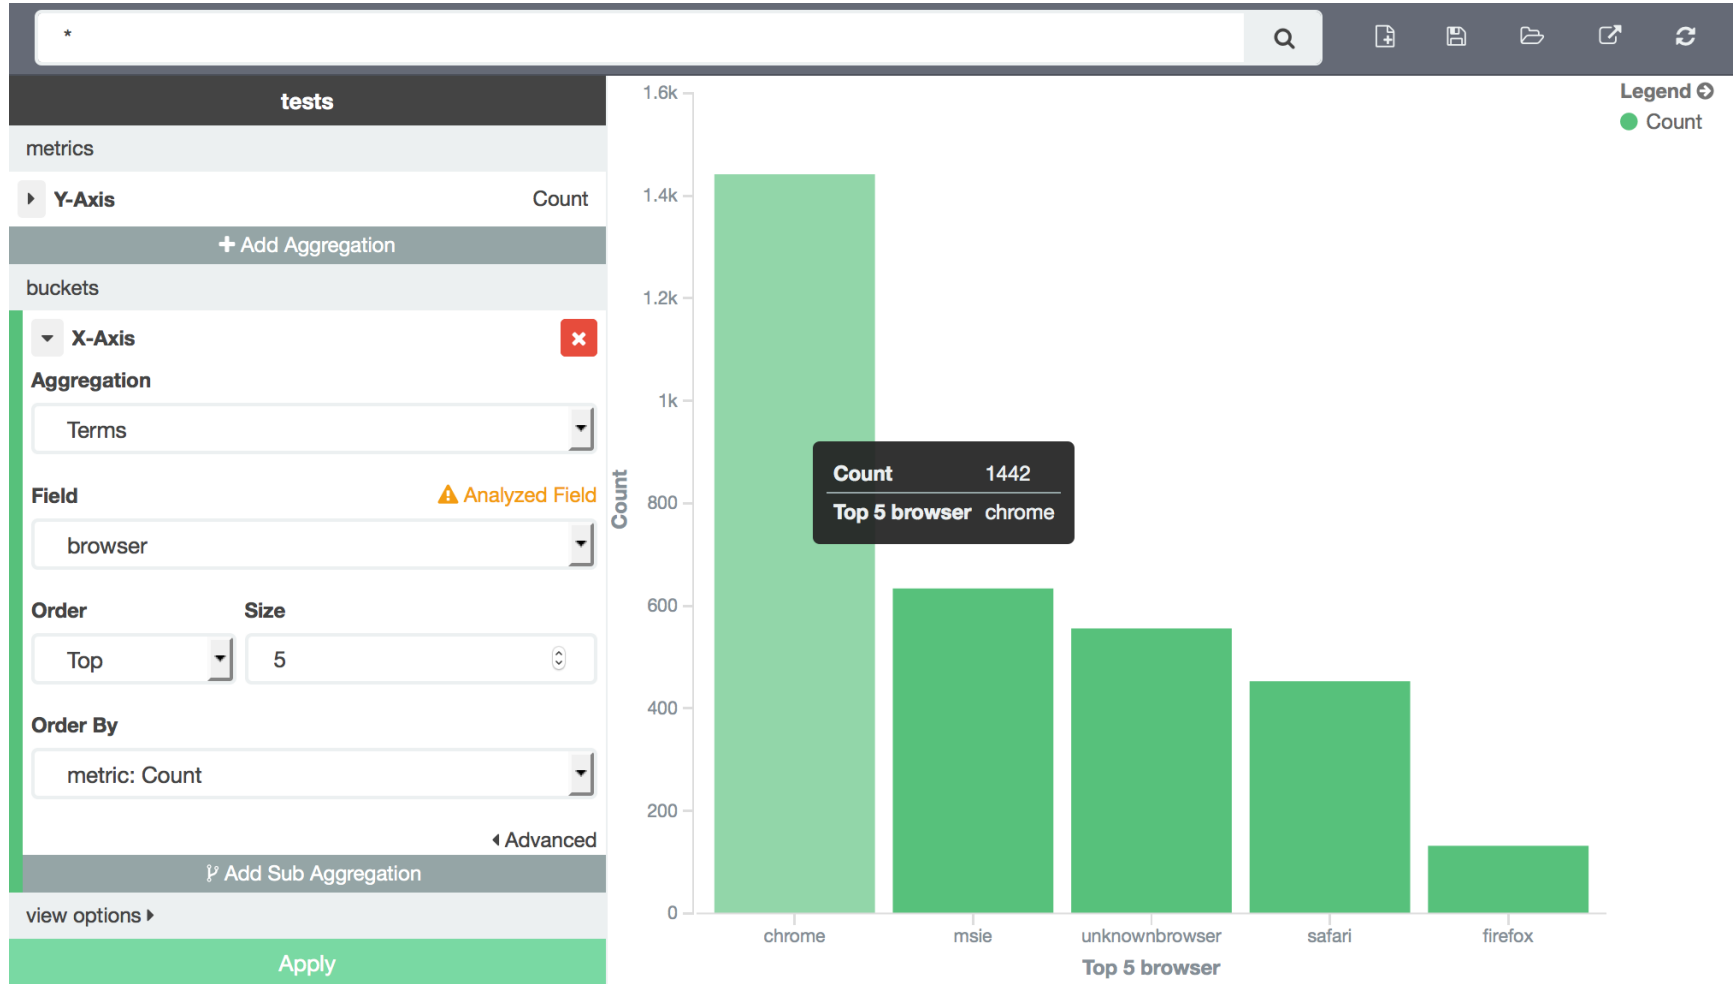 *
tests
metrics
Y-Axis Count
Add Aggregation
buckets
X-Axis
Aggregation
Terms
Field Analyzed Field
browser
Order Size
Top 5
Order By
metric: Count
Advanced
Add Sub Aggregation
view options
Apply
Legend
Count
1.6k
1.4k
1.2k
1k
800
600
400
200
0
Count
Count 1442
Top 5 browser chrome
chrome msie unknownbrowser safari firefox
Top 5 browser